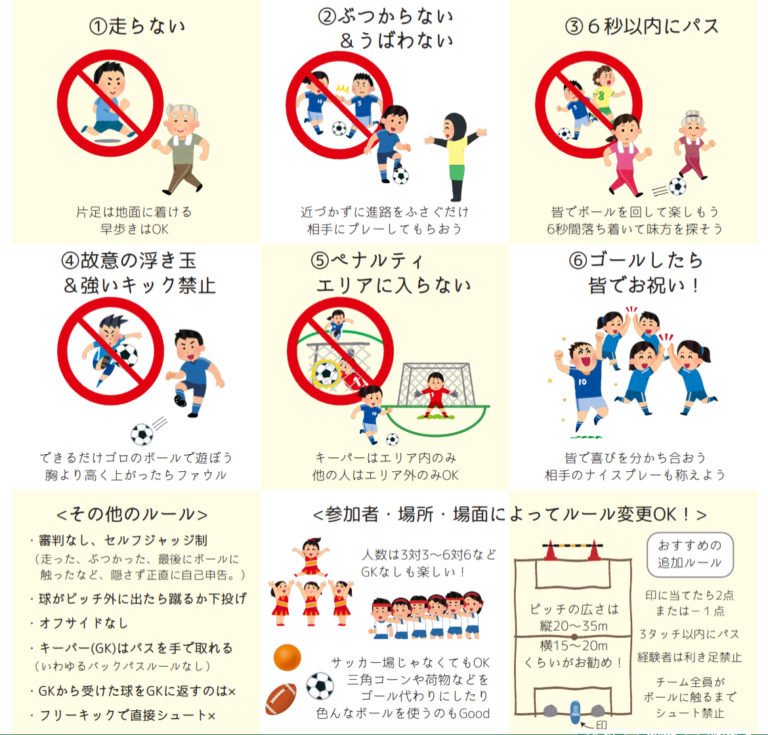 ①走らない
片足は地面に着ける
早歩きはOK
②ぶつからない
&うばわない
近づかずに進路をふさぐだけ
相手にプレーしてもらおう
③6秒以内にパス
皆でボールを回して楽しもう
6秒間落ち着いて味方を探そう
④故意の浮き玉
&強いキック禁止
できるだけゴロのボールで遊ぼう
胸より高く上がったらファウル
⑤ペナルティ
エリアに入らない
キーパーはエリア内のみ
他の人はエリア外のみOK
⑥ゴールしたら
皆でお祝い!
皆で喜びを分かち合おう
相手のナイスプレーも称えよう
<その他のルール>
・審判なし、セルフジャッジ制
(走った、ぶつかった、最後にボールに
触ったなど、隠さず正直に自己申告。)
・球がピッチ外に出たら蹴るか下投げ
・オフサイドなし
・キーパー(GK)はパスを手で取れる
(いわゆるバックパスルールなし)
・GKから受けた球をGKに返すのは×
・フリーキックで直接シュート×
<参加者・場所・場面によってルール変更OK!>
人数は3対3~6対6など
GKなしも楽しい!
サッカー場じゃなくてもOK
三角コーンや荷物などを
ゴール代わりにしたり
色んなボールを使うのもGood
ピッチの広さは
縦20~35m
横15~20m
くらいがお勧め!
印
おすすめの
追加ルール
印に当てたら2点
または-1点
3タッチ以内にパス
経験者は利き足禁止
チーム全員が
ボールに触るまで
シュート禁止